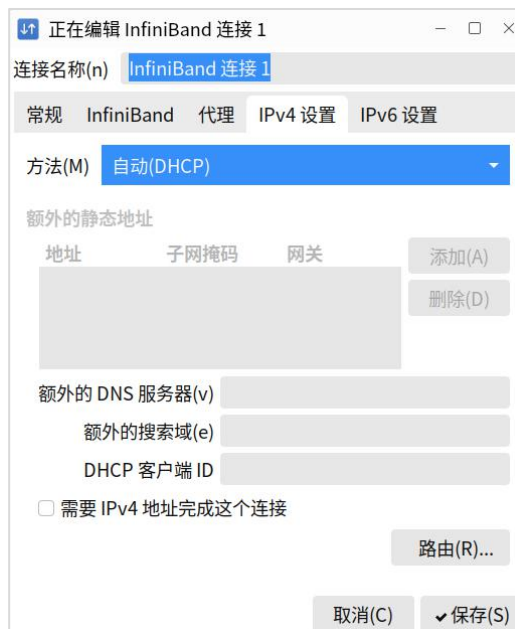 正在编辑 InfiniBand 连接 1
连接名称(n) InfiniBand 连接 1
常规 InfiniBand 代理 IPv4 设置 IPv6 设置
方法(M) 自动(DHCP)
额外的静态地址
地址 子网掩码 网关
添加(A)
删除(D)
额外的 DNS 服务器(v)
额外的搜索域(e)
DHCP 客户端 ID
需要 IPv4 地址完成这个连接
路由(R)...
取消(C) 保存(S)